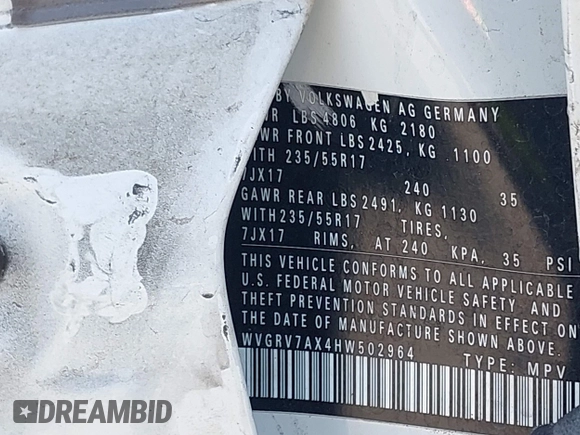 BY VOLKSWAGEN AG GERMANY
LBS 4806 KG 2180
FRONT LBS 2425, KG 1100
WITH 235/55R17
7JX17 240 35
GAWR REAR LBS 2491, KG 1130
WITH 235/55R17 TIRES,
7JX17 RIMS, AT 240 KPA, 35 PSI
THIS VEHICLE CONFORMS TO ALL APPLICABLE
U.S. FEDERAL MOTOR VEHICLE SAFETY AND
THEFT PREVENTION STANDARDS IN EFFECT ON
THE DATE OF MANUFACTURE SHOWN ABOVE.
WVGRV7AX4HW502964 TYPE: MPV
DREAMBID